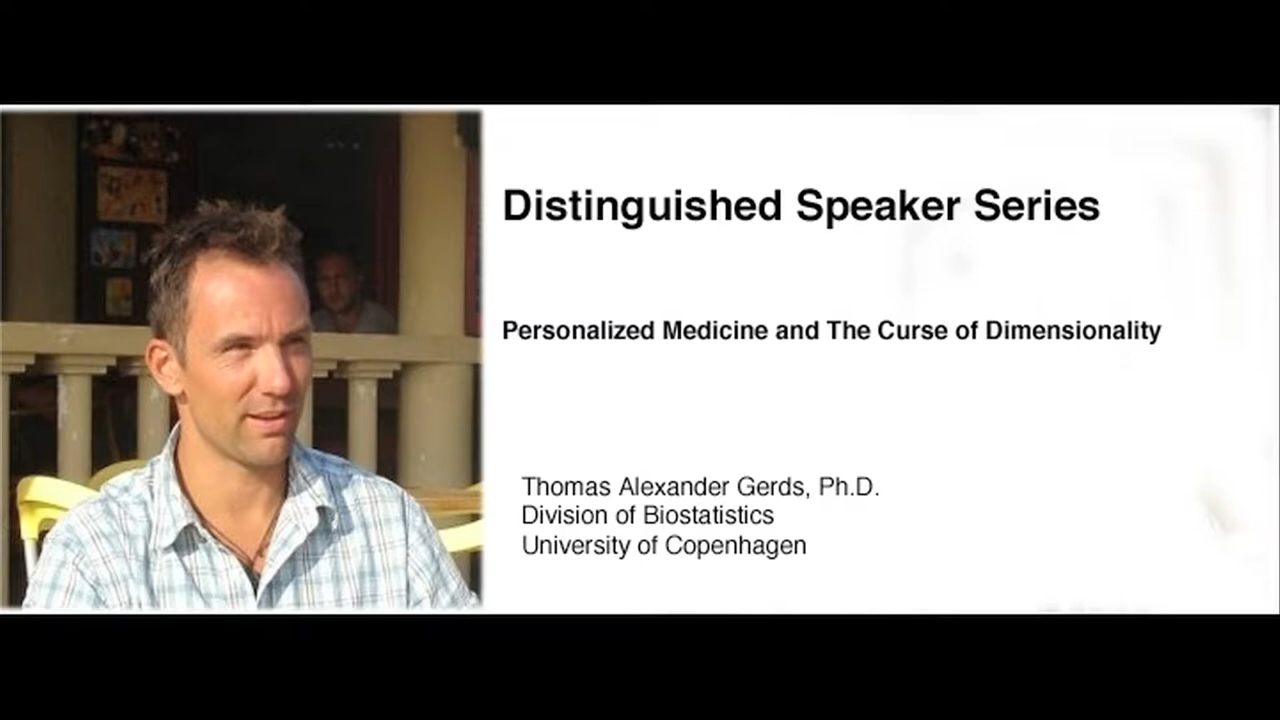 Distinguished Speaker Series
Personalized Medicine and The Curse of Dimensionality
Thomas Alexander Gerds, Ph.D.
Division of Biostatistics
University of Copenhagen